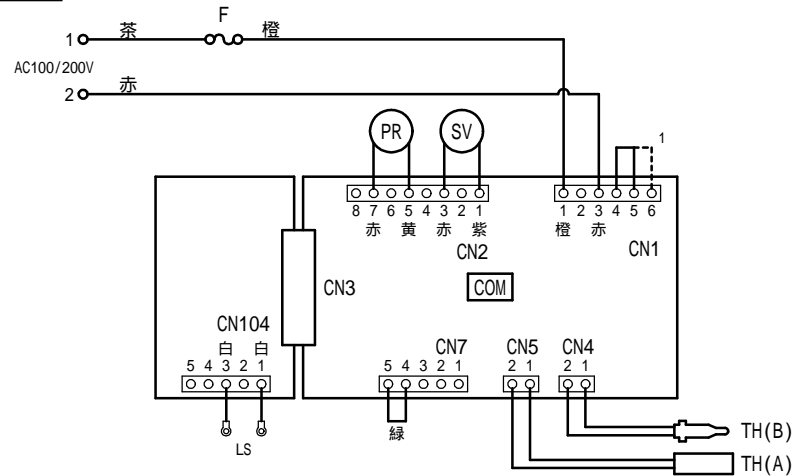 F
1 茶 橙
AC100/200V
2 赤
PR SV
1
8 7 6 5 4 3 2 1
赤 黄 赤 紫
CN2
1 2 3 4 5 6
橙 赤
CN1
CN3
COM
CN104
白 白
5 4 3 2 1
LS
CN7
5 4 3 2 1
緑
CN5
2 1
CN4
2 1
TH(B)
TH(A)